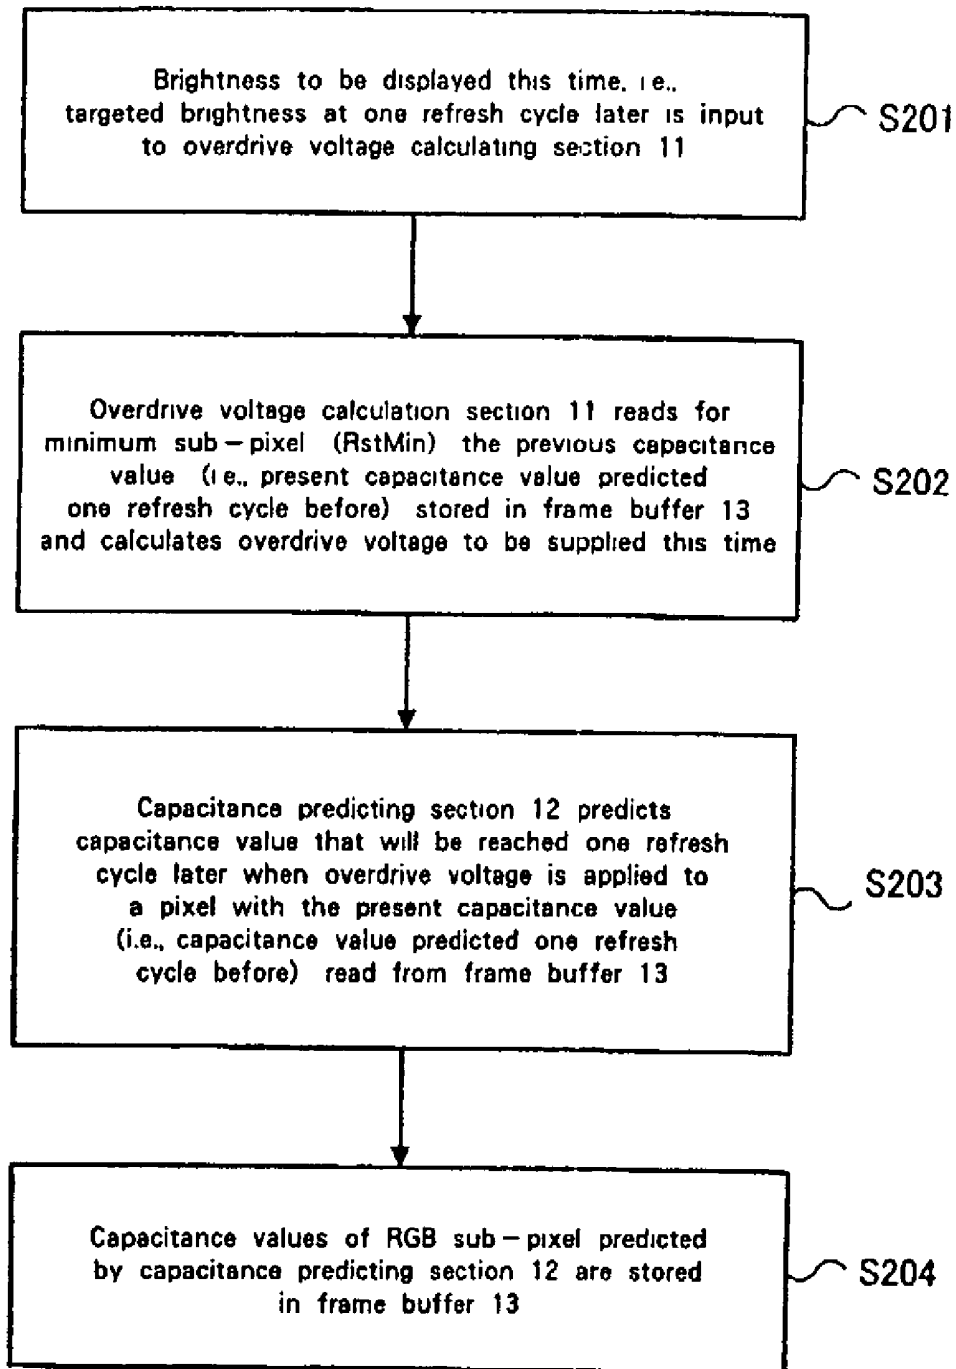 Brightness to be displayed this time, i.e.,
targeted brightness at one refresh cycle later is input
to overdrive voltage calculating section 11
S201
Overdrive voltage calculation section 11 reads for
minimum sub-pixel (RstMin) the previous capacitance
value (i.e., present capacitance value predicted
one refresh cycle before) stored in frame buffer 13
and calculates overdrive voltage to be supplied this time
S202
Capacitance predicting section 12 predicts
capacitance value that will be reached one refresh
cycle later when overdrive voltage is applied to
a pixel with the present capacitance value
(i.e., capacitance value predicted one refresh
cycle before) read from frame buffer 13
S203
Capacitance values of RGB sub-pixel predicted
by capacitance predicting section 12 are stored
in frame buffer 13
S204